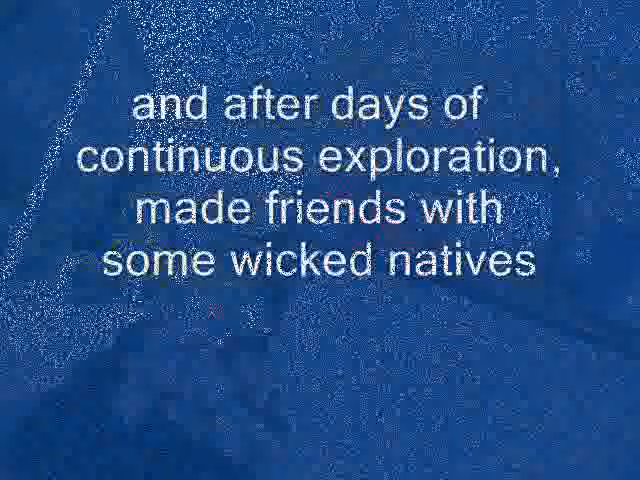 and after days of
continuous exploration,
made friends with
some wicked natives